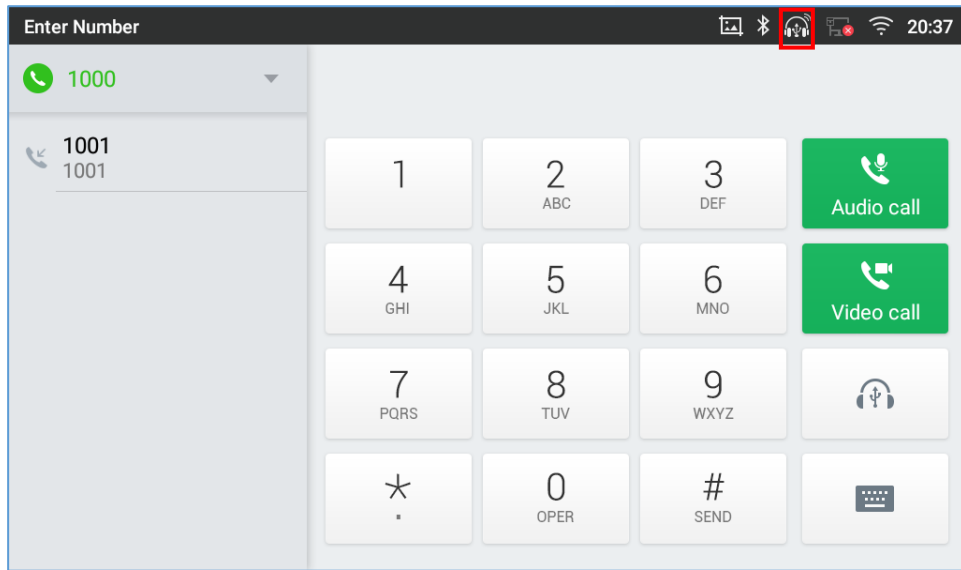 Enter Number
20:37
1000
1001
1001
1
2
ABC
3
DEF
Audio call
4
GHI
5
JKL
6
MNO
Video call
7
PQRS
8
TUV
9
WXYZ
*
.
0
OPER
#
SEND